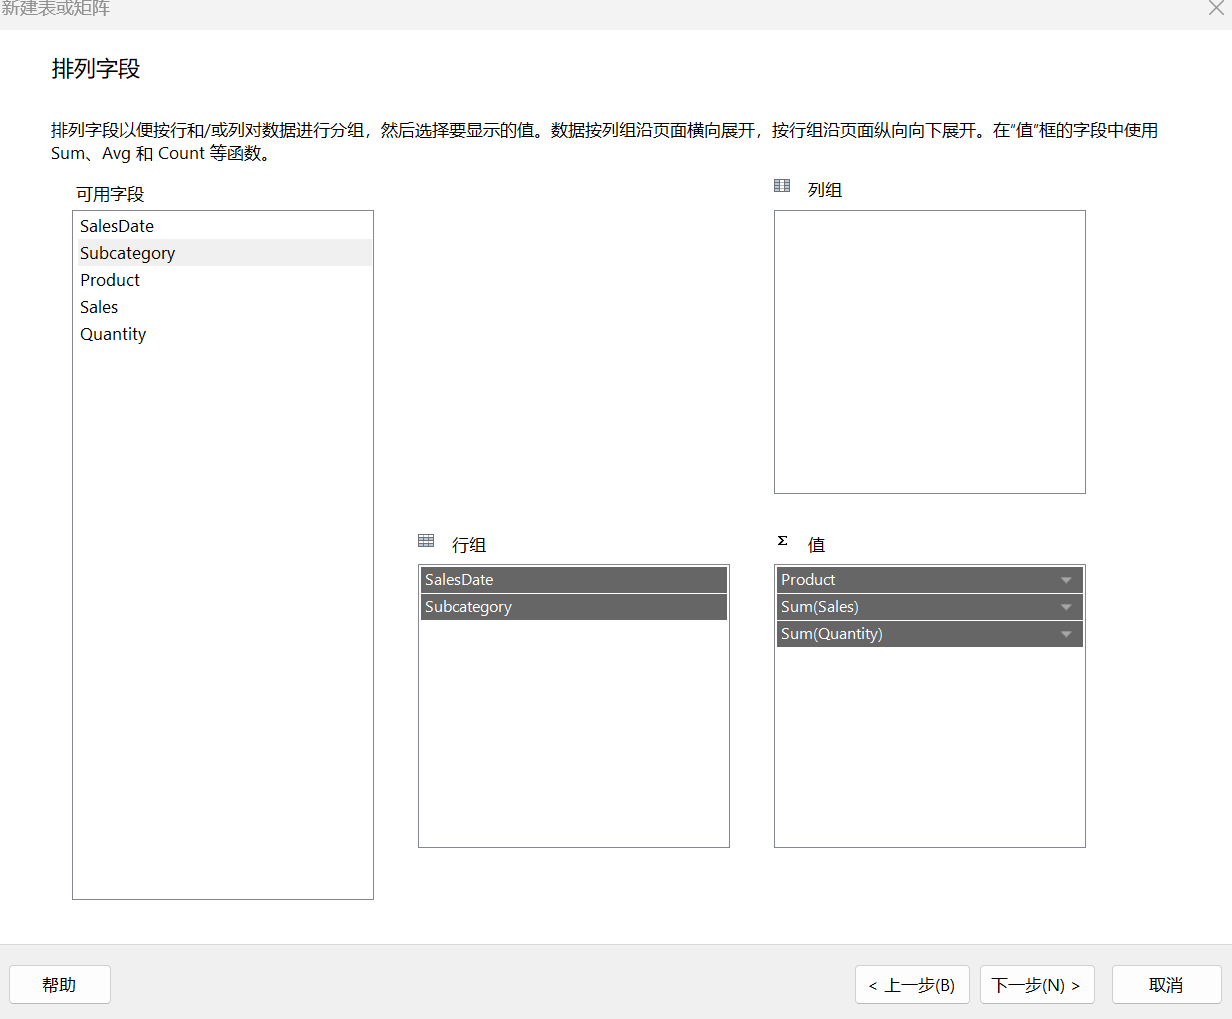 新建表或矩阵
排列字段
排列字段以便按行和/或列对数据进行分组，然后选择要显示的值。数据按列组沿页面横向展开，按行组沿页面纵向向下展开。在“值”框的字段中使用
Sum、Avg 和 Count 等函数。
可用字段
SalesDate
Subcategory
Product
Sales
Quantity
列组
行组
SalesDate
Subcategory
Σ 值
Product
Sum(Sales)
Sum(Quantity)
帮助
< 上一步(B)
下一步(N) >
取消